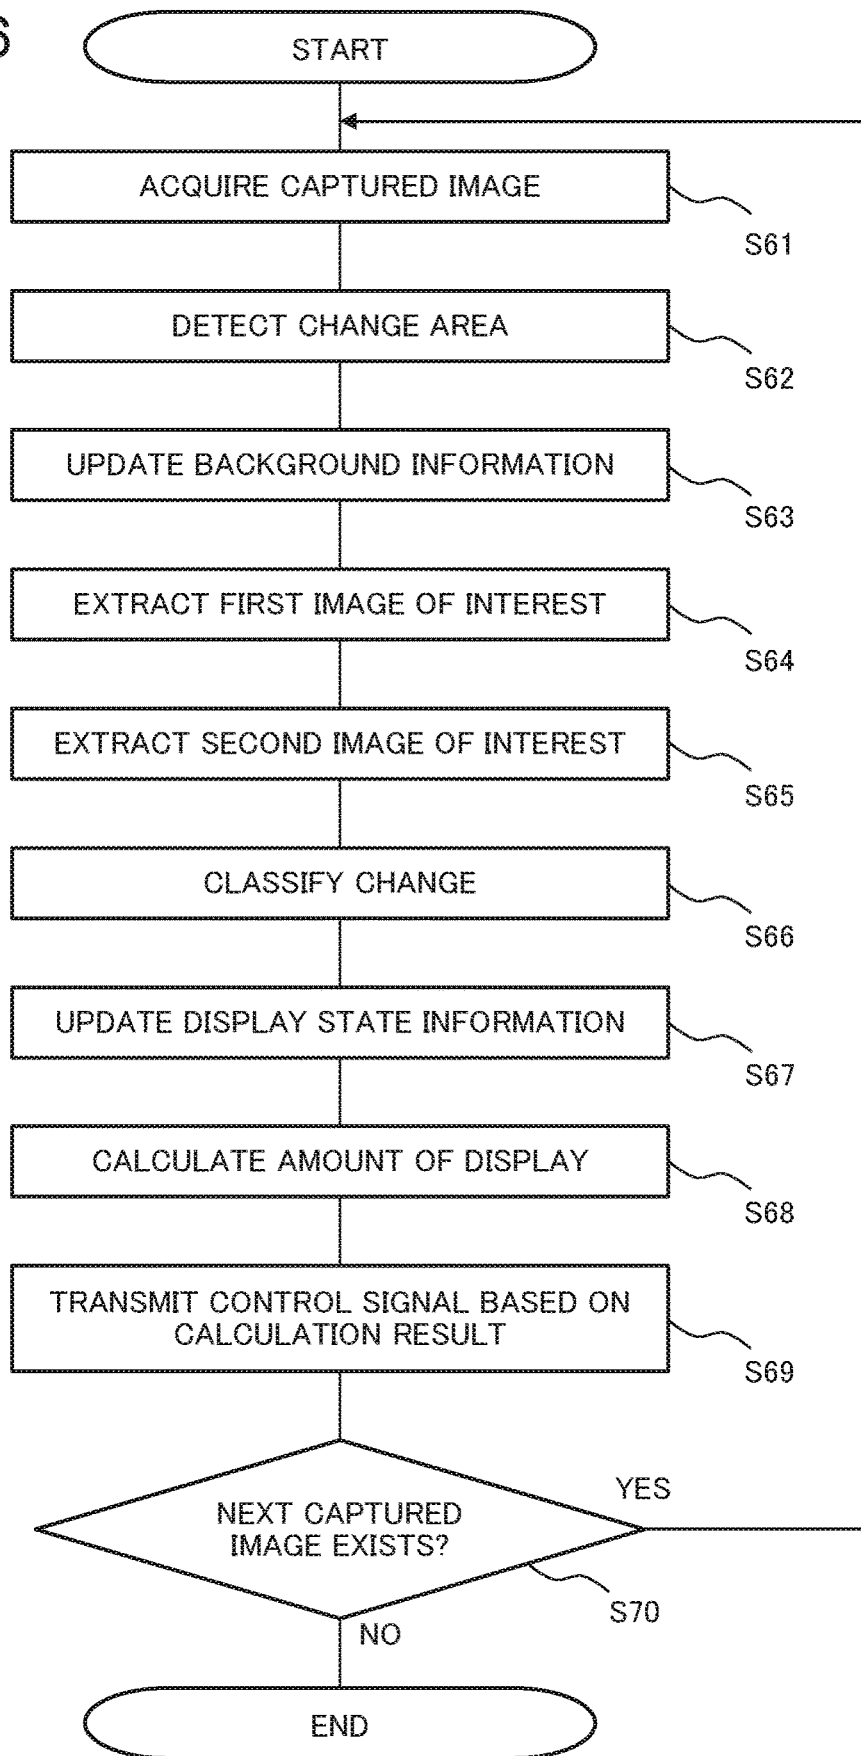 6
START
ACQUIRE CAPTURED IMAGE
S61
DETECT CHANGE AREA
S62
UPDATE BACKGROUND INFORMATION
S63
EXTRACT FIRST IMAGE OF INTEREST
S64
EXTRACT SECOND IMAGE OF INTEREST
S65
CLASSIFY CHANGE
S66
UPDATE DISPLAY STATE INFORMATION
S67
CALCULATE AMOUNT OF DISPLAY
S68
TRANSMIT CONTROL SIGNAL BASED ON
CALCULATION RESULT
S69
YES
NEXT CAPTURED
IMAGE EXISTS?
S70
NO
END